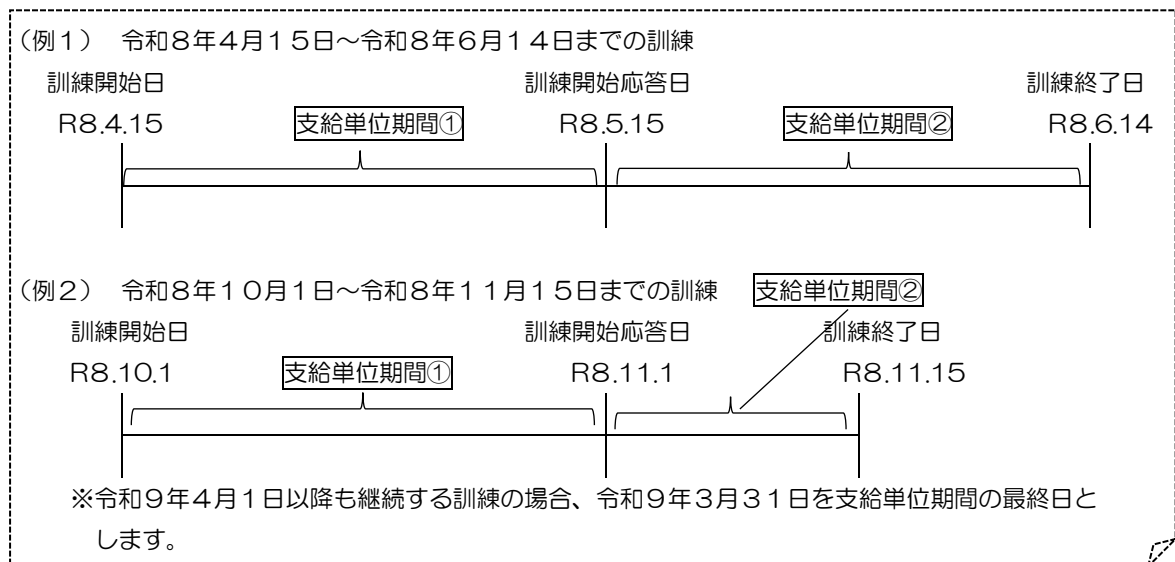 （例１）　令和８年４月１５日～令和８年６月１４日までの訓練
訓練開始日　訓練開始応答日　訓練終了日
R8.4.15　支給単位期間①　R8.5.15　支給単位期間②　R8.6.14
（例２）　令和８年１０月１日～令和８年１１月１５日までの訓練　支給単位期間②
訓練開始日　訓練開始応答日　訓練終了日
R8.10.1　支給単位期間①　R8.11.1　R8.11.15
※令和９年４月１日以降も継続する訓練の場合、令和９年３月３１日を支給単位期間の最終日と
します。